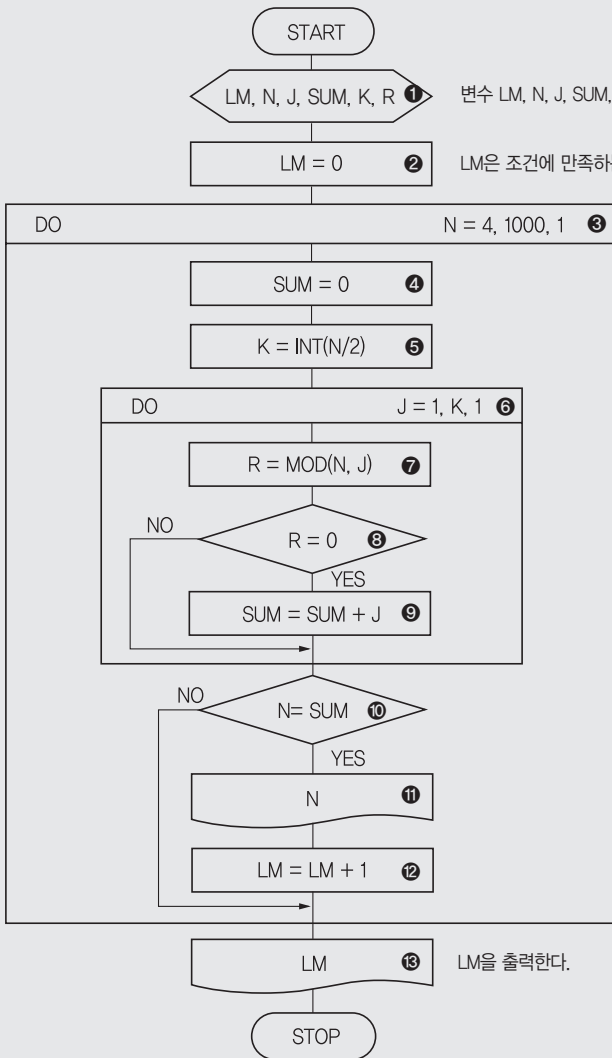 START
LM, N, J, SUM, K, R ❶ 변수 LM, N, J, SUM,
LM = 0 ❷ LM은 조건에 만족하
DO N = 4, 1000, 1 ❸
SUM = 0 ❹
K = INT(N/2) ❺
DO J = 1, K, 1 ❻
R = MOD(N, J) ❼
NO
R = 0 ❽
YES
SUM = SUM + J ❾
NO
N= SUM ❿
YES
N ⓫
LM = LM + 1 ⓬
LM ⓭ LM을 출력한다.
STOP